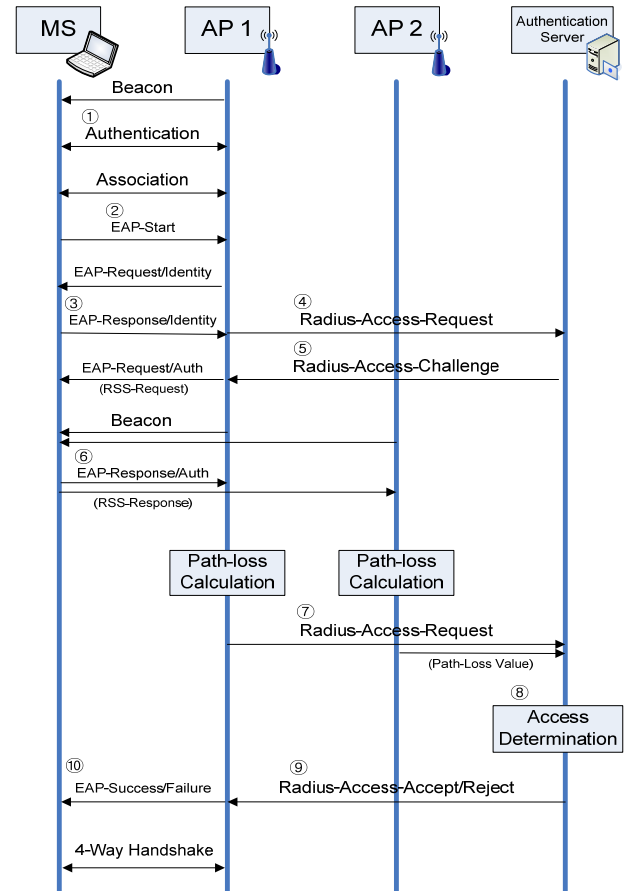 MS
AP 1
AP 2
Authentication
Server
Beacon
①
Authentication
Association
②
EAP-Start
EAP-Request/Identity
③
EAP-Response/Identity
④
Radius-Access-Request
⑤
Radius-Access-Challenge
EAP-Request/Auth
(RSS-Request)
Beacon
⑥
EAP-Response/Auth
(RSS-Response)
Path-loss
Calculation
Path-loss
Calculation
⑦
Radius-Access-Request
(Path-Loss Value)
⑧
Access
Determination
⑩
EAP-Success/Failure
⑨
Radius-Access-Accept/Reject
4-Way Handshake